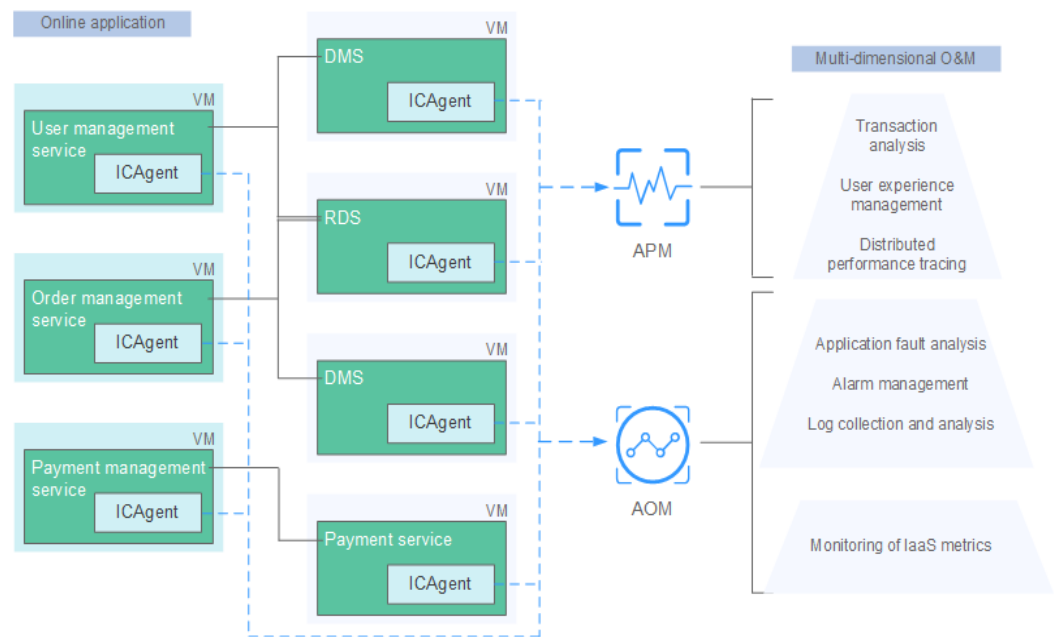 Online application
VM
User management
service
ICAgent
VM
Order management
service
ICAgent
VM
Payment management
service
ICAgent
VM
DMS
ICAgent
VM
RDS
ICAgent
VM
DMS
ICAgent
VM
Payment service
ICAgent
APM
AOM
Multi-dimensional O&M
Transaction
analysis
User experience
management
Distributed
performance tracing
Application fault analysis
Alarm management
Log collection and analysis
Monitoring of IaaS metrics